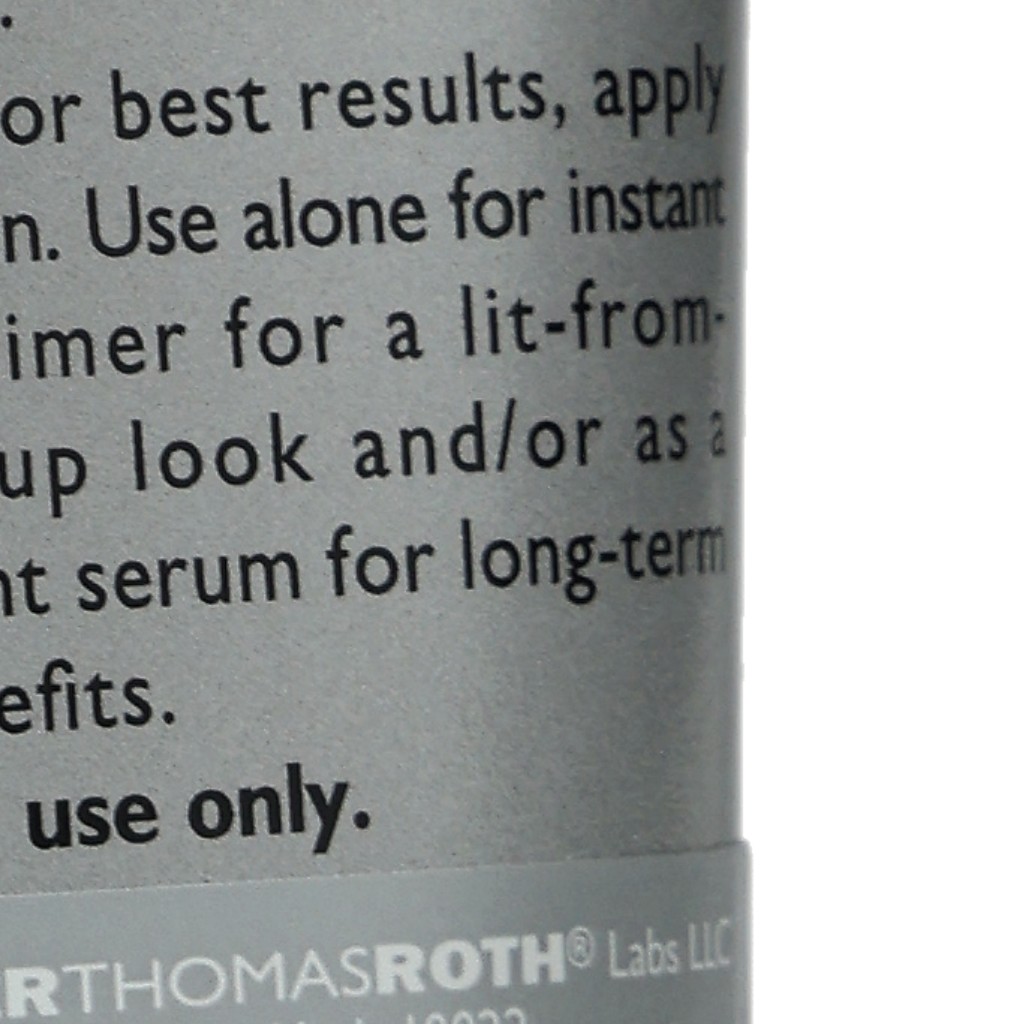 .
or best results, apply
n. Use alone for instant
imer for a lit-from-
up look and/or as a
nt serum for long-term
efits.
use only.
ERTHOMASROTH® Labs LLC